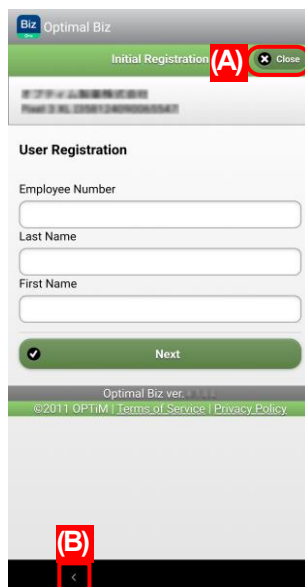 Biz
Optimal Biz
Initial Registration
(A)
Close
User Registration
Employee Number
Last Name
First Name
Next
Optimal Biz ver.
©2011 OPTiM | Terms of Service | Privacy Policy
(B)